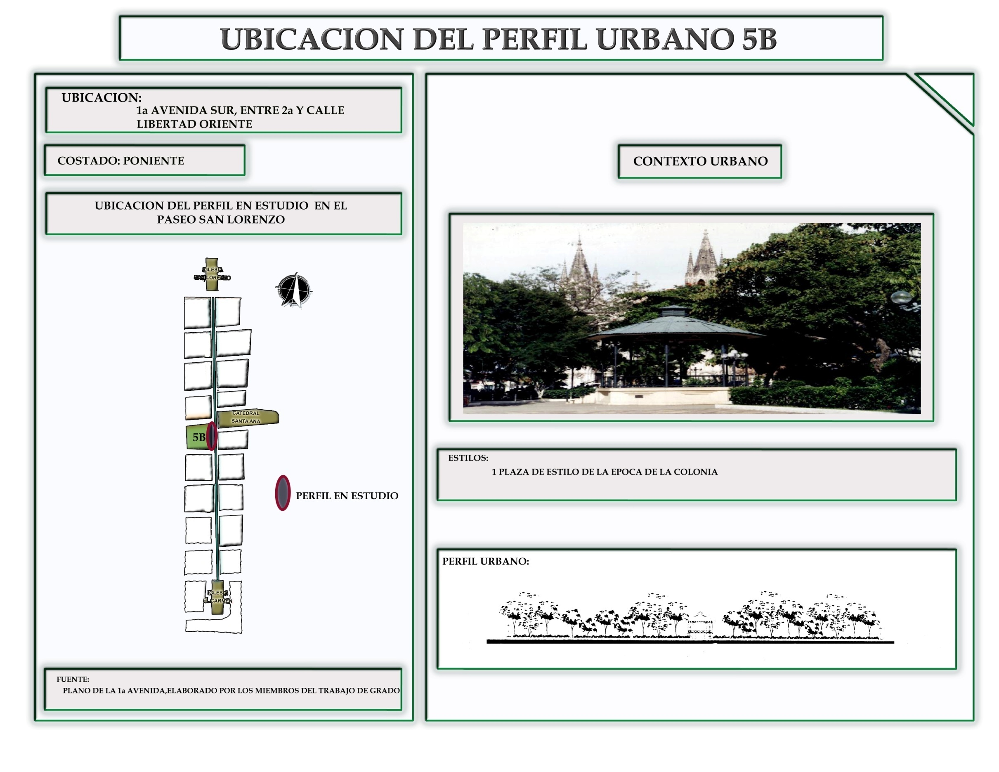 UBICACION DEL PERFIL URBANO 5B
UBICACION:
1a AVENIDA SUR, ENTRE 2a Y CALLE
LIBERTAD ORIENTE
COSTADO: PONIENTE
UBICACION DEL PERFIL EN ESTUDIO EN EL
PASEO SAN LORENZO
IGLESIA
SAN LORENZO
CATEDRAL
SANTA ANA
5B
PERFIL EN ESTUDIO
IGLESIA
EL CARMEN
FUENTE:
PLANO DE LA 1a AVENIDA,ELABORADO POR LOS MIEMBROS DEL TRABAJO DE GRADO
CONTEXTO URBANO
ESTILOS:
1 PLAZA DE ESTILO DE LA EPOCA DE LA COLONIA
PERFIL URBANO: